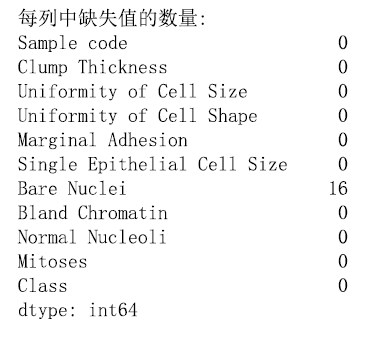 每列中缺失值的数量:
Sample code 0
Clump Thickness 0
Uniformity of Cell Size 0
Uniformity of Cell Shape 0
Marginal Adhesion 0
Single Epithelial Cell Size 0
Bare Nuclei 16
Bland Chromatin 0
Normal Nucleoli 0
Mitoses 0
Class 0
dtype: int64